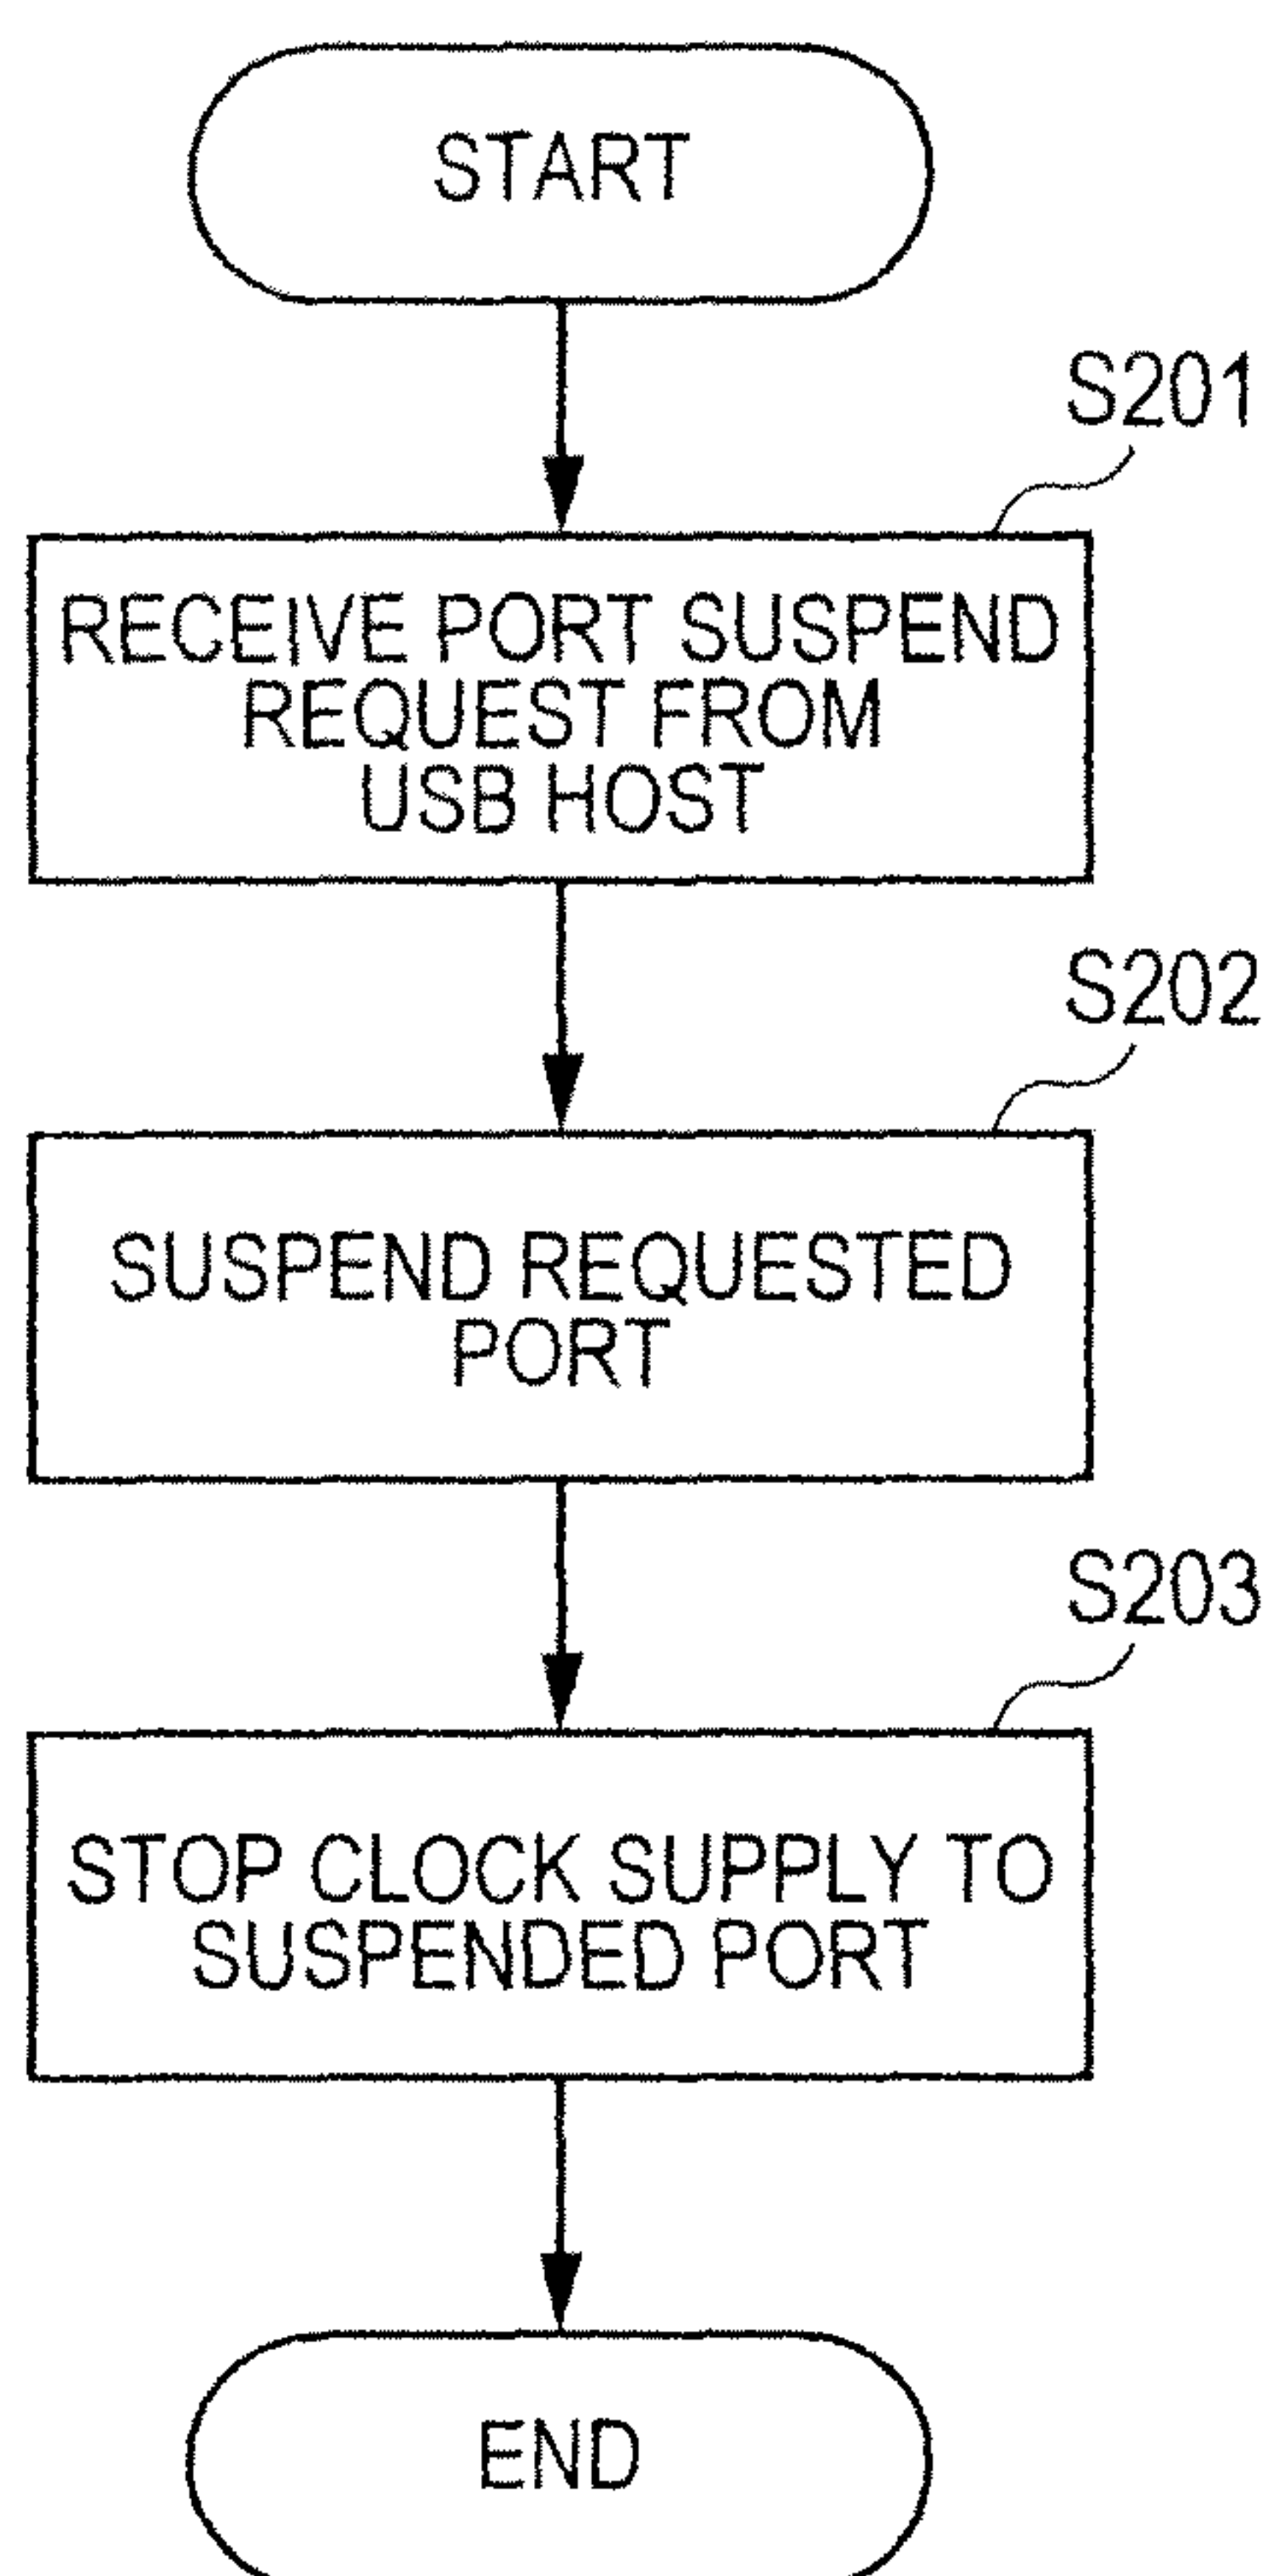 START
S201
RECEIVE PORT SUSPEND
REQUEST FROM
USB HOST
S202
SUSPEND REQUESTED
PORT
S203
STOP CLOCK SUPPLY TO
SUSPENDED PORT
END